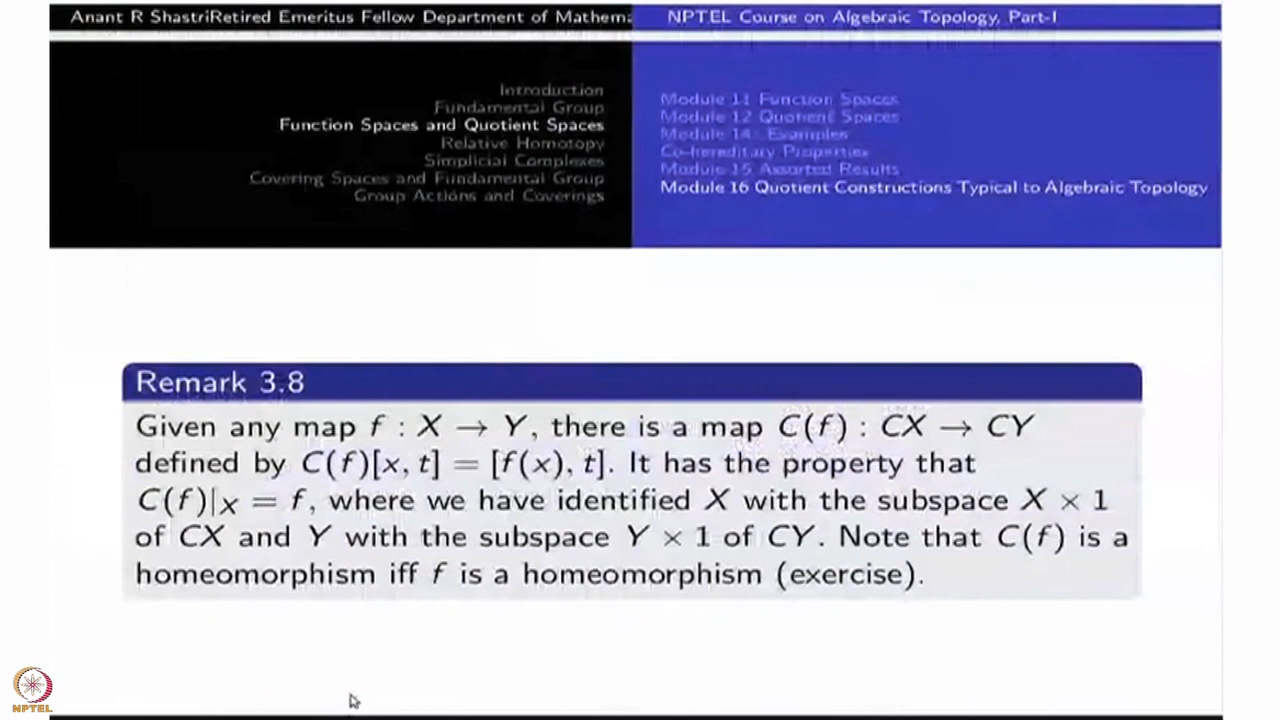 Anant R ShastriRetired Emeritus Fellow Department of Mathema
NPTEL Course on Algebraic Topology, Part-I
Introduction
Fundamental Group
Function Spaces and Quotient Spaces
Relative Homotopy
Simplicial Complexes
Covering Spaces and Fundamental Group
Group Actions and Coverings
Module 11 Function Spaces
Module 12 Quotient Spaces
Module 14: Examples
Co-hereditary Properties
Module 15 Assorted Results
Module 16 Quotient Constructions Typical to Algebraic Topology
Remark 3.8
Given any map f : X → Y, there is a map C(f) : CX → CY
defined by C(f)[x, t] = [f(x), t]. It has the property that
C(f)|X = f, where we have identified X with the subspace X × 1
of CX and Y with the subspace Y × 1 of CY. Note that C(f) is a
homeomorphism iff f is a homeomorphism (exercise).
NPTEL